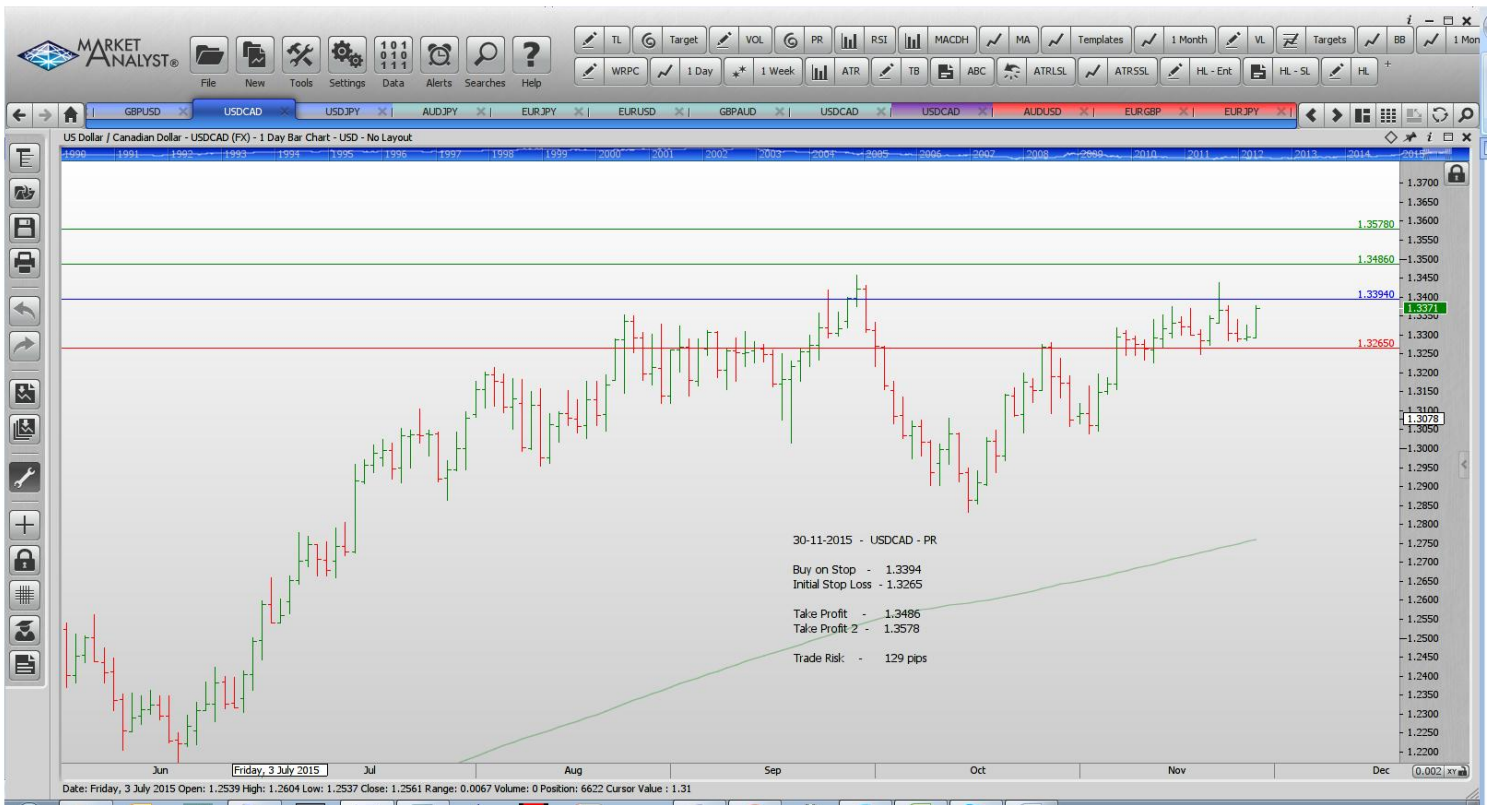 i
MARKET
ANALYST®
File New Tools Settings Data Alerts Searches Help
101
010
111
TL Target VOL PR RSI MACDH MA Templates 1 Month VL Targets BB 1 Mon
WRPC 1 Day 1 Week ATR TB ABC ATRLSL ATRSSL HL - Ent HL - SL HL +
GBPUSD USDCAD USDJPY AUDJPY EURJPY EURUSD GBPAUD USDCAD USDCAD AUDUSD EURGBP EURJPY
US Dollar / Canadian Dollar - USDCAD (FX) - 1 Day Bar Chart - USD - No Layout
i
1990 1991 1992 1993 1994 1995 1996 1997 1998 1999 2000 2001 2002 2003 2004 2005 2006 2007 2008 2009 2010 2011 2012 2013 2014 2015
1.3700
1.3650
1.3600
1.35780
1.3550
1.3500
1.34860
1.3450
1.3400
1.33940
1.3371
1.3350
1.3300
1.32650
1.3250
1.3200
1.3150
1.3100
1.3078
1.3050
1.3000
1.2950
1.2900
1.2850
1.2800
1.2750
1.2700
1.2650
1.2600
1.2550
1.2500
1.2450
1.2400
1.2350
1.2300
1.2250
1.2200
30-11-2015 - USDCAD - PR
Buy on Stop - 1.3394
Initial Stop Loss - 1.3265
Take Profit - 1.3486
Take Profit 2 - 1.3578
Trade Risk - 129 pips
Jun Friday, 3 July 2015 Jul Aug Sep Oct Nov Dec 0.002 XY
Date: Friday, 3 July 2015 Open: 1.2539 High: 1.2604 Low: 1.2537 Close: 1.2561 Range: 0.0067 Volume: 0 Position: 6622 Cursor Value : 1.31